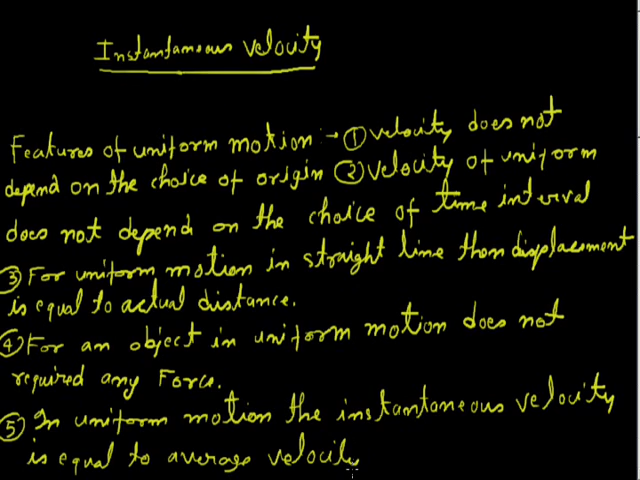 Instantaneous velocity
Features of uniform motion → ① velocity does not
depend on the choice of origin ② velocity of uniform
does not depend on the choice of time interval
③ For uniform motion in straight line then displacement
is equal to actual distance.
④ For an object in uniform motion does not
required any Force.
⑤ In uniform motion the instantaneous velocity
is equal to average velocity